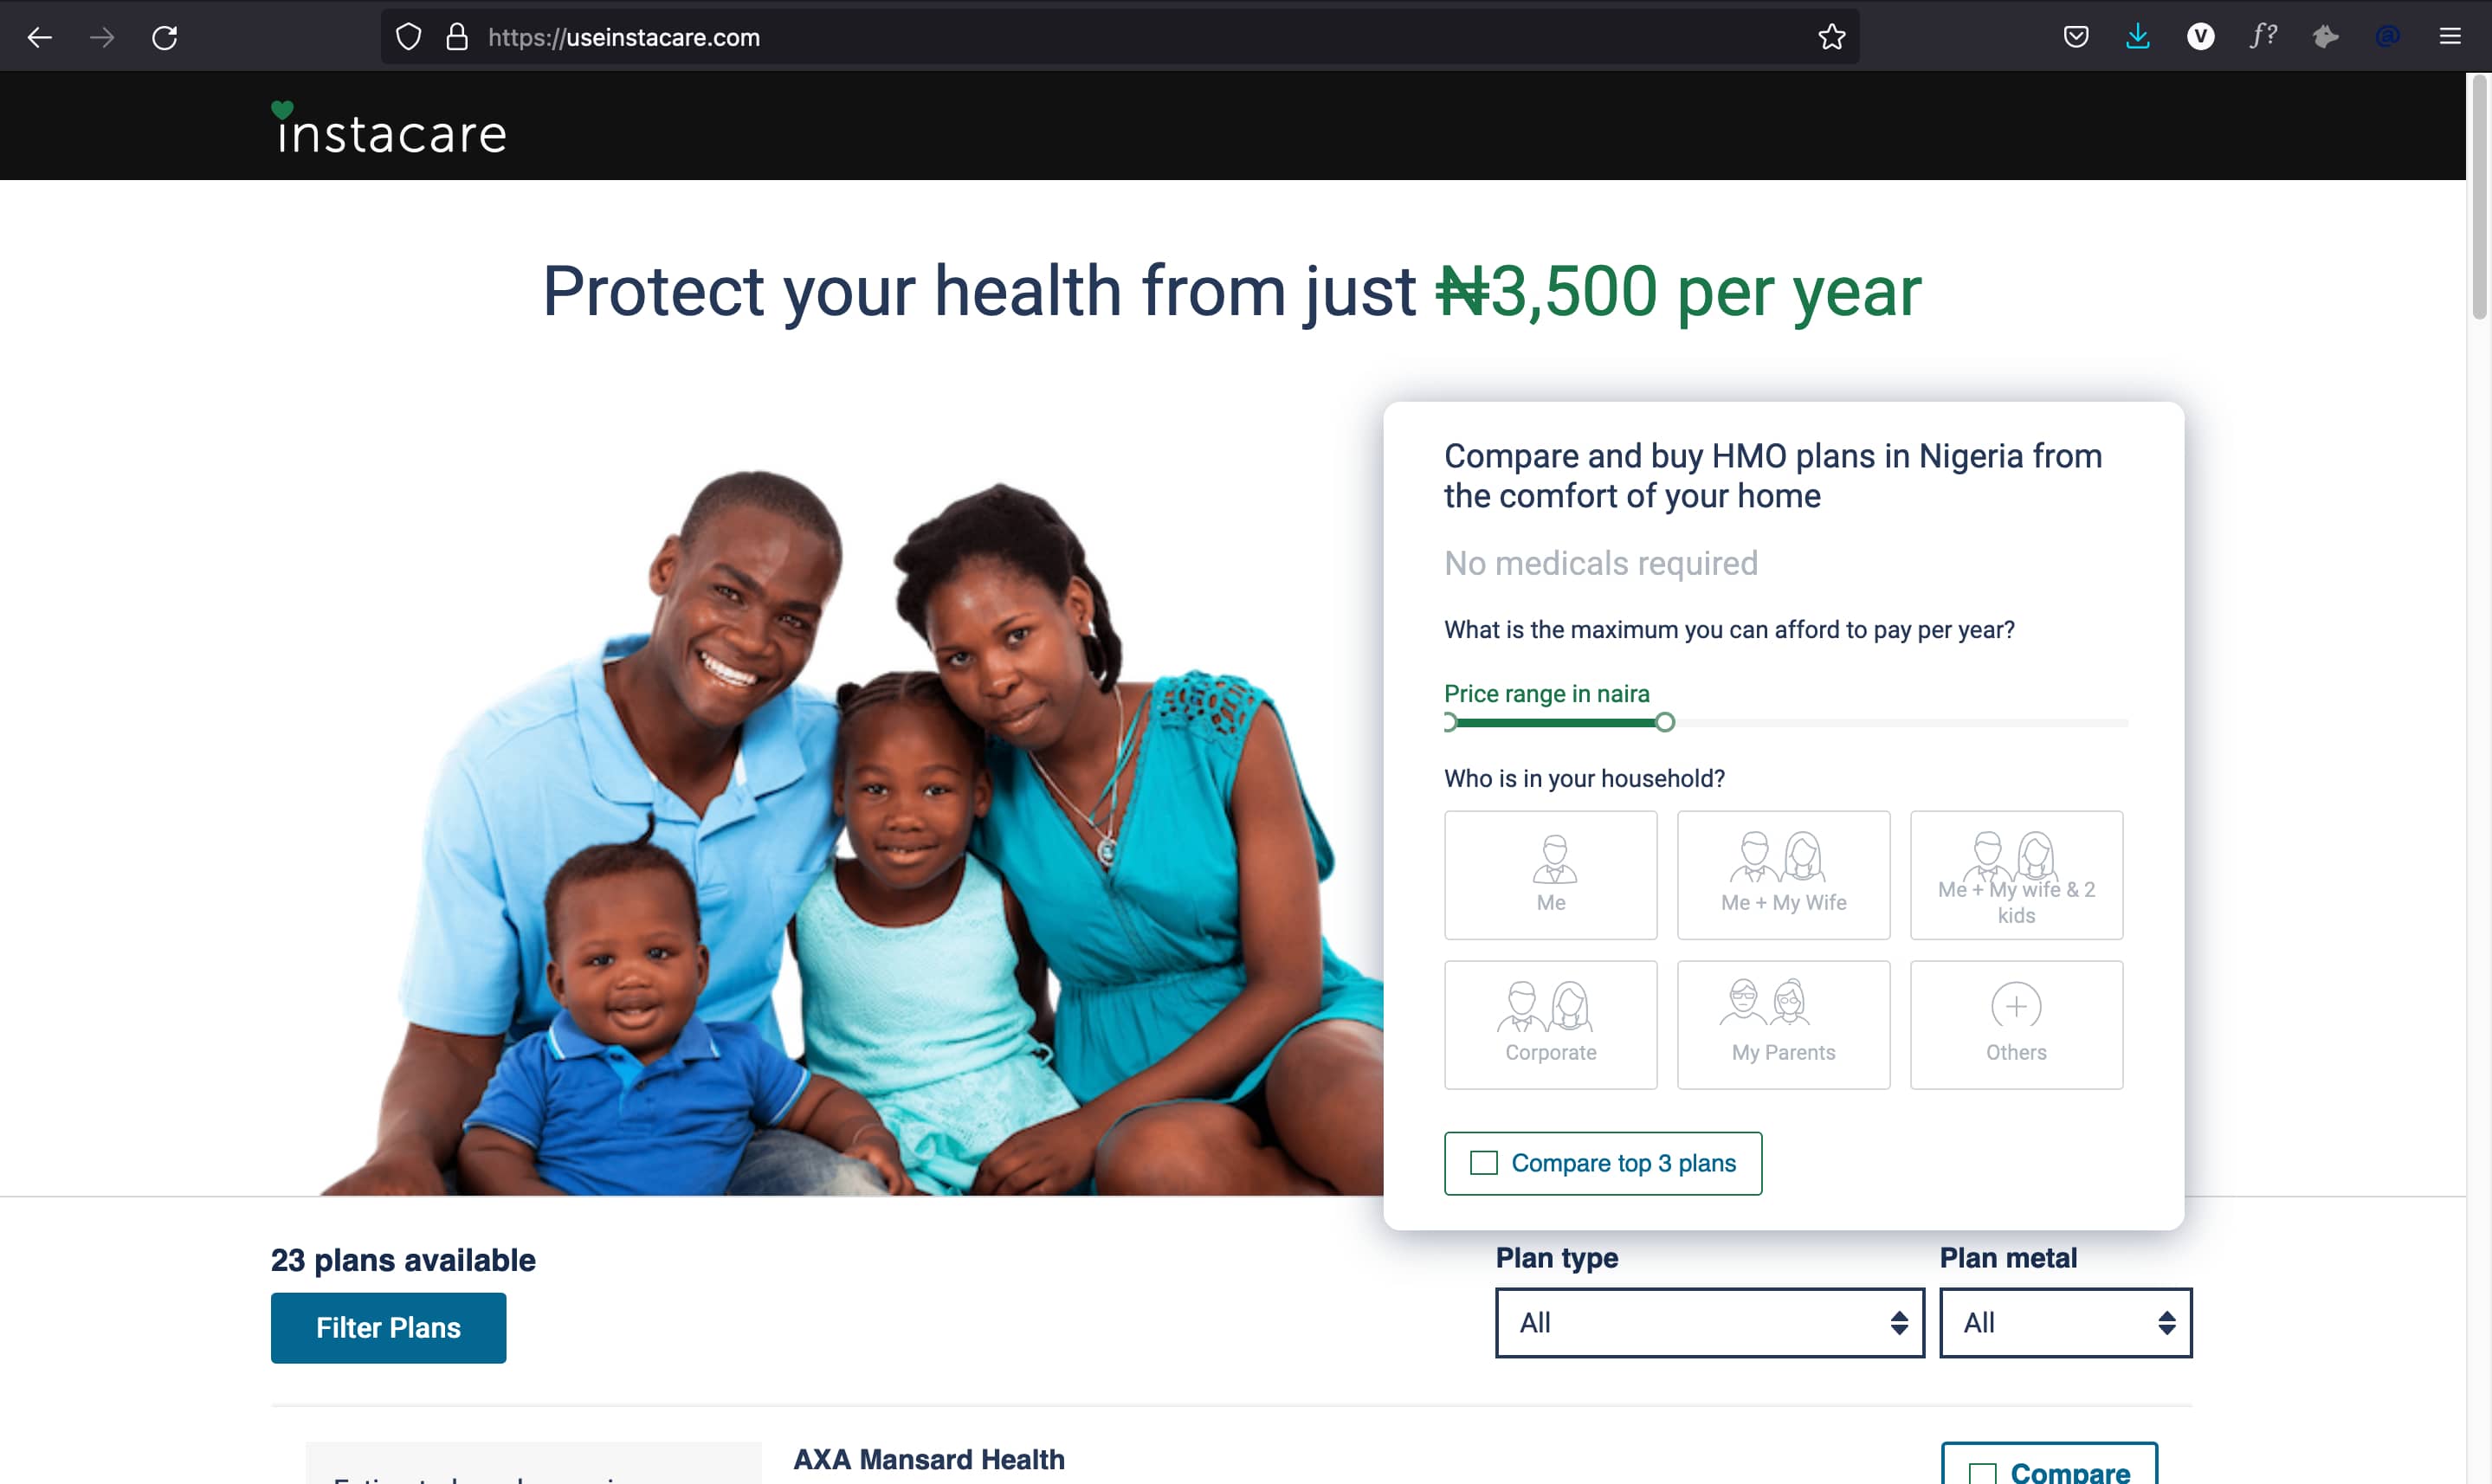 https://useinstacare.com
instacare
Protect your health from just ₦3,500 per year
Compare and buy HMO plans in Nigeria from
the comfort of your home
No medicals required
What is the maximum you can afford to pay per year?
Price range in naira
Who is in your household?
Me
Me + My Wife
Me + My wife & 2
kids
Corporate
My Parents
Others
Compare top 3 plans
23 plans available
Filter Plans
Plan type
All
Plan metal
All
AXA Mansard Health
Compare